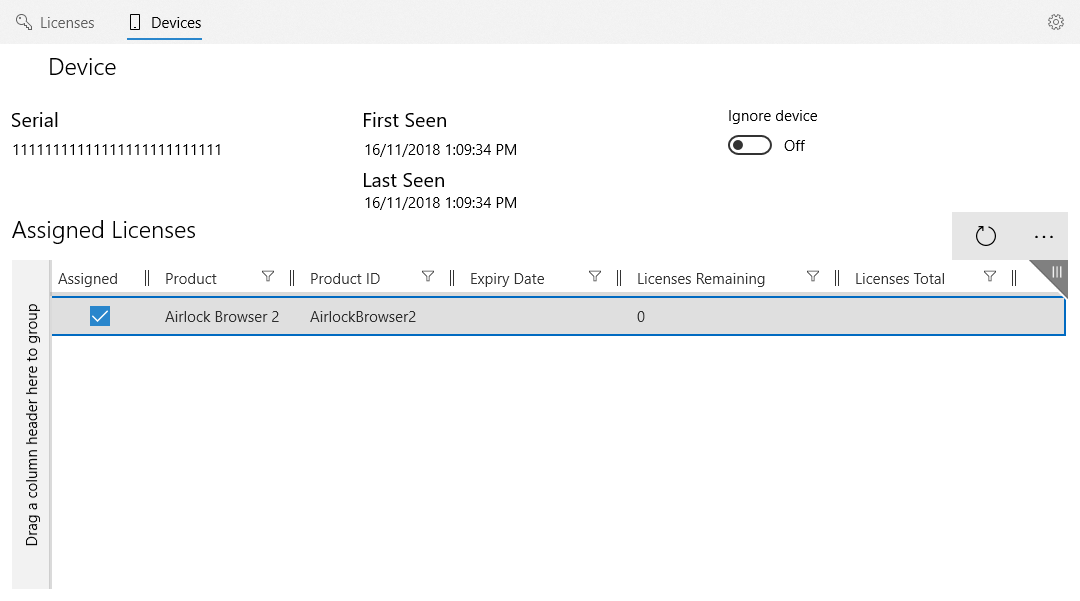 Licenses
Devices
Device
Serial
11111111111111111111111111
First Seen
16/11/2018 1:09:34 PM
Last Seen
16/11/2018 1:09:34 PM
Ignore device
Off
Assigned Licenses
Drag a column header here to group
Assigned Product Product ID Expiry Date Licenses Remaining Licenses Total
Airlock Browser 2 AirlockBrowser2 0